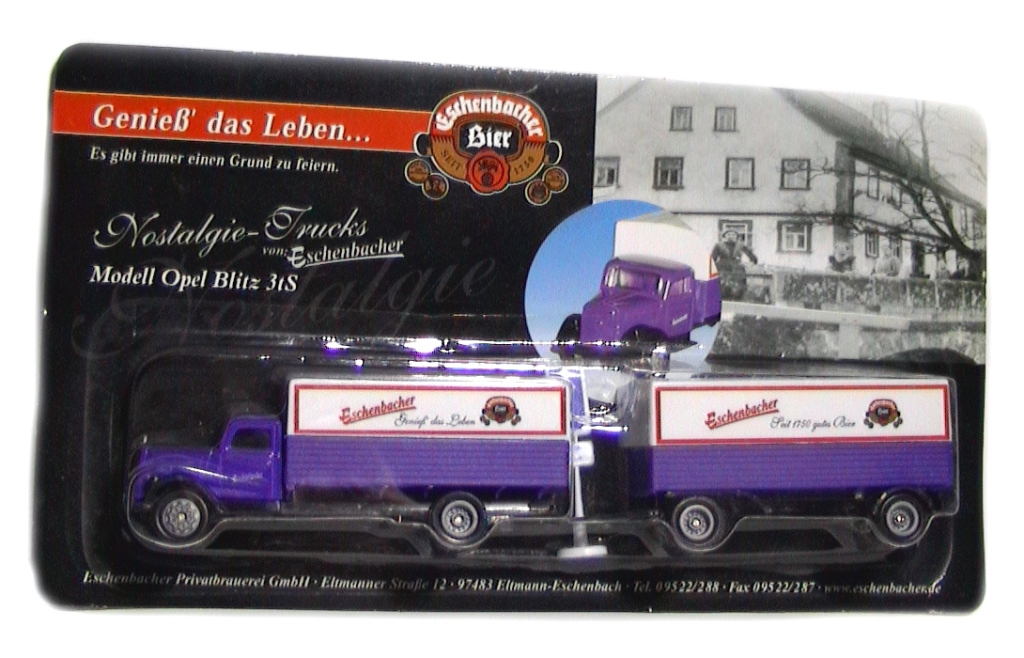 Genieß' das Leben...
Es gibt immer einen Grund zu feiern.
Eschenbacher
Bier
SEIT 1750
Nostalgie-Trucks
von: Eschenbacher
Modell Opel Blitz 3tS
Nostalgie
Eschenbacher
Genieß' das Leben
Eschenbacher
Seit 1750 gutes Bier
Eschenbacher Privatbrauerei GmbH · Eltmanner Straße 12 · 97483 Eltmann-Eschenbach · Tel. 09522/288 · Fax 09522/287 · www.eschenbacher.de